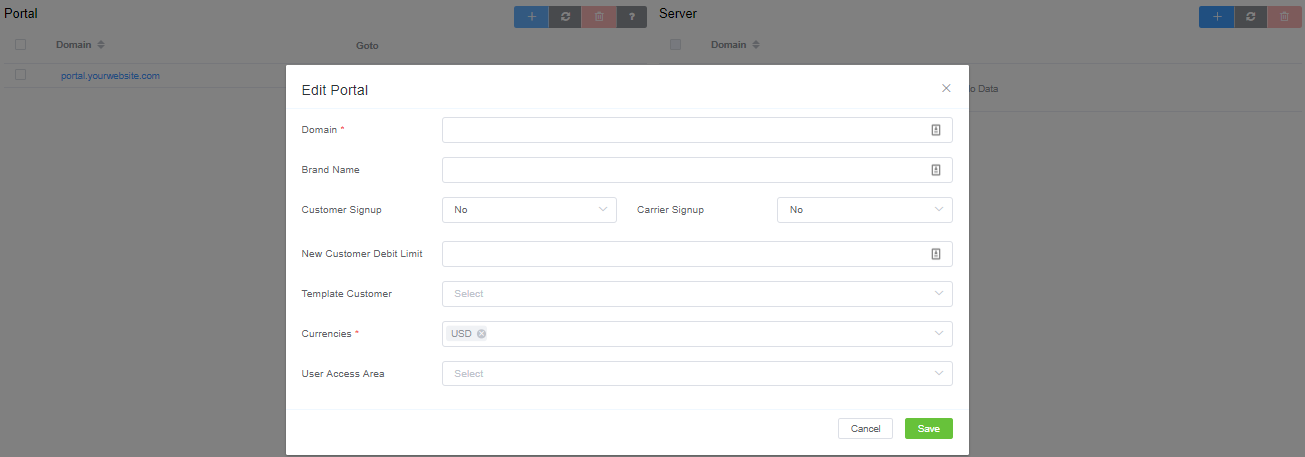 Portal
?
Server
Domain
Goto
Domain
portal.yourwebsite.com
Data
Edit Portal
Domain *
Brand Name
Customer Signup
No
Carrier Signup
No
New Customer Debit Limit
Template Customer
Select
Currencies *
USD
User Access Area
Select
Cancel
Save